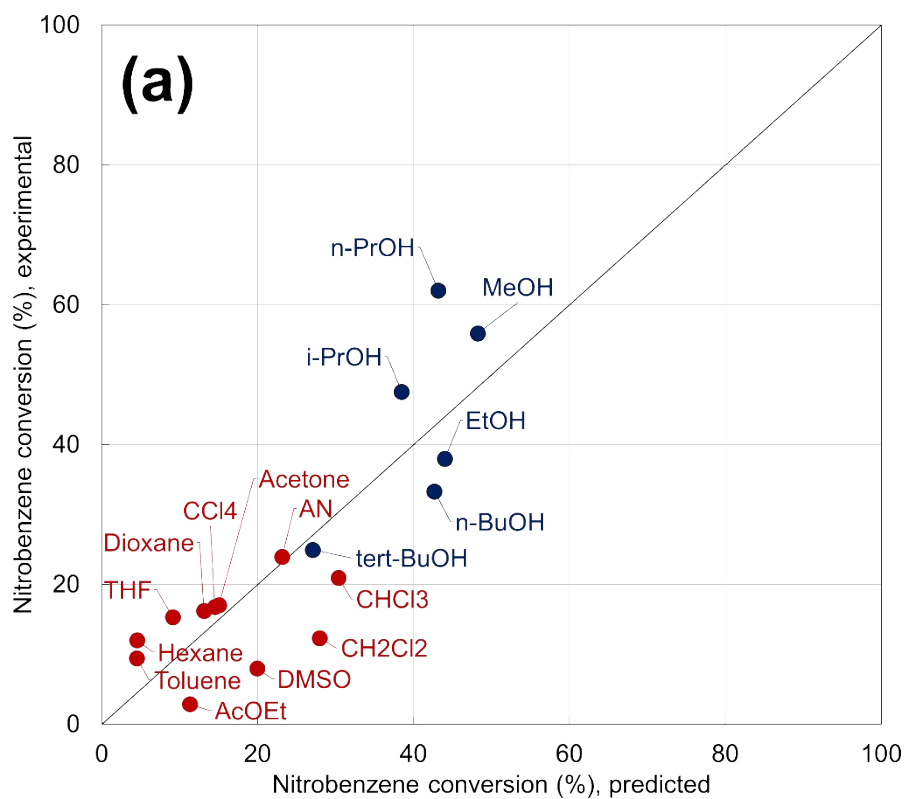 100
(a)
80
n-PrOH
MeOH
60
i-PrOH
EtOH
40
Acetone
CCl4
AN
n-BuOH
Dioxane
tert-BuOH
20
THF
CHCl3
Hexane
CH2Cl2
Toluene
DMSO
AcOEt
0
0 20 40 60 80 100
Nitrobenzene conversion (%), predicted
Nitrobenzene conversion (%), experimental